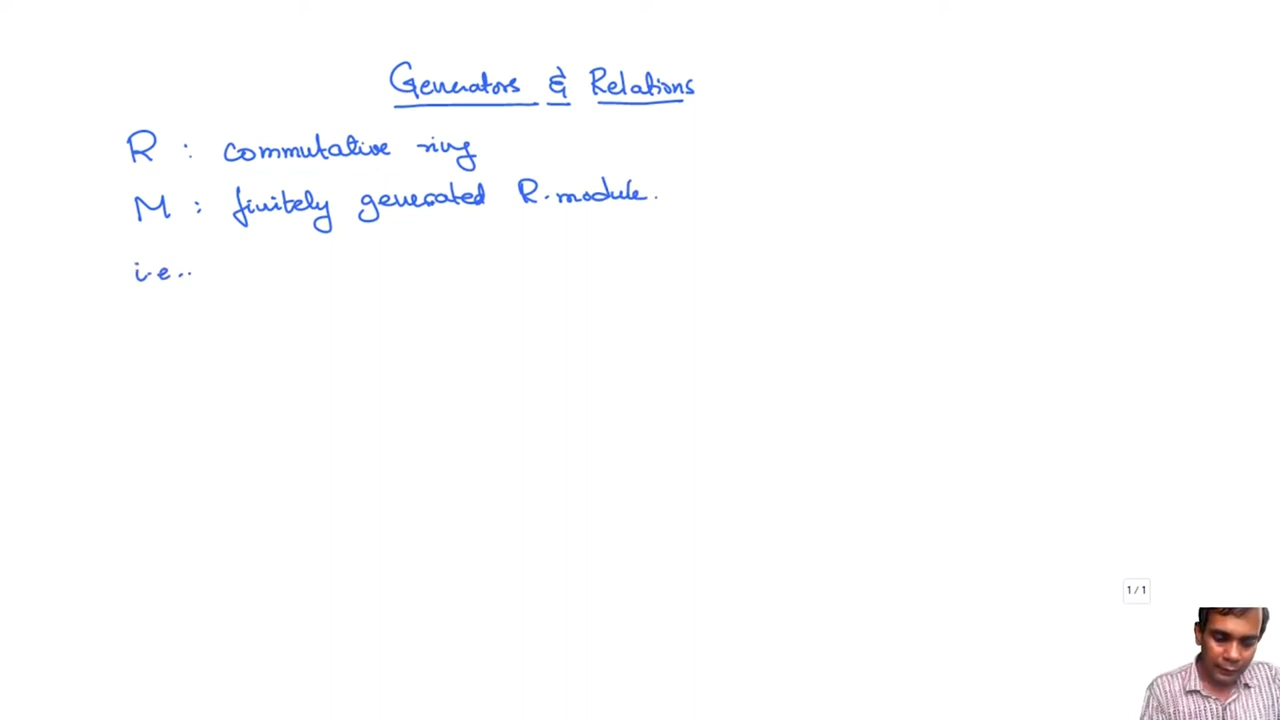 Generators & Relations
R : commutative ring
M : finitely generated R-module.
i.e..
1 / 1